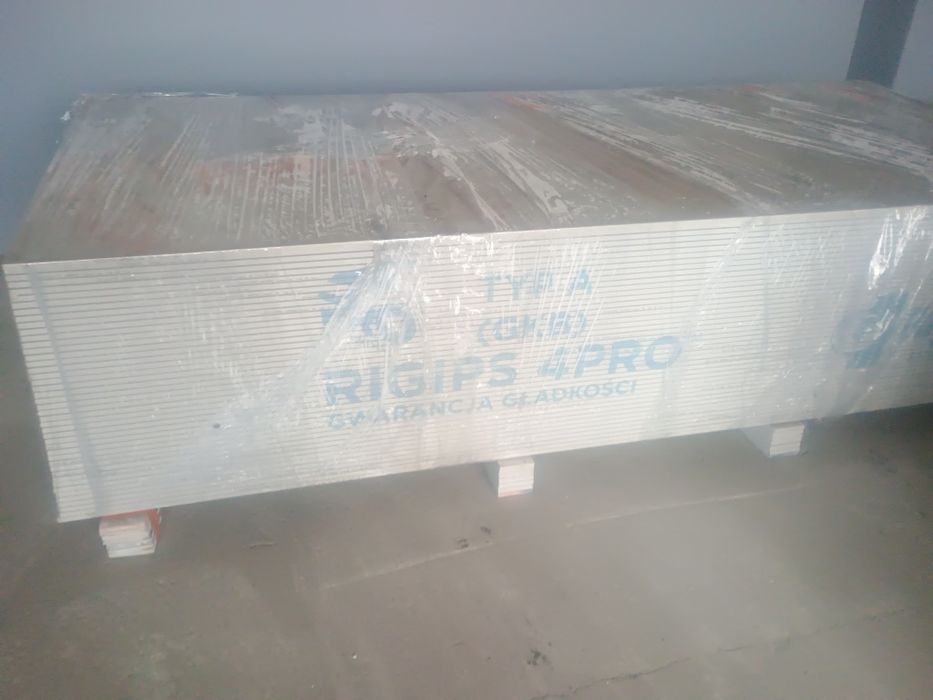 TYP A
(GKB)
RIGIPS 4PRO
GWARANCJA GŁADKOŚCI